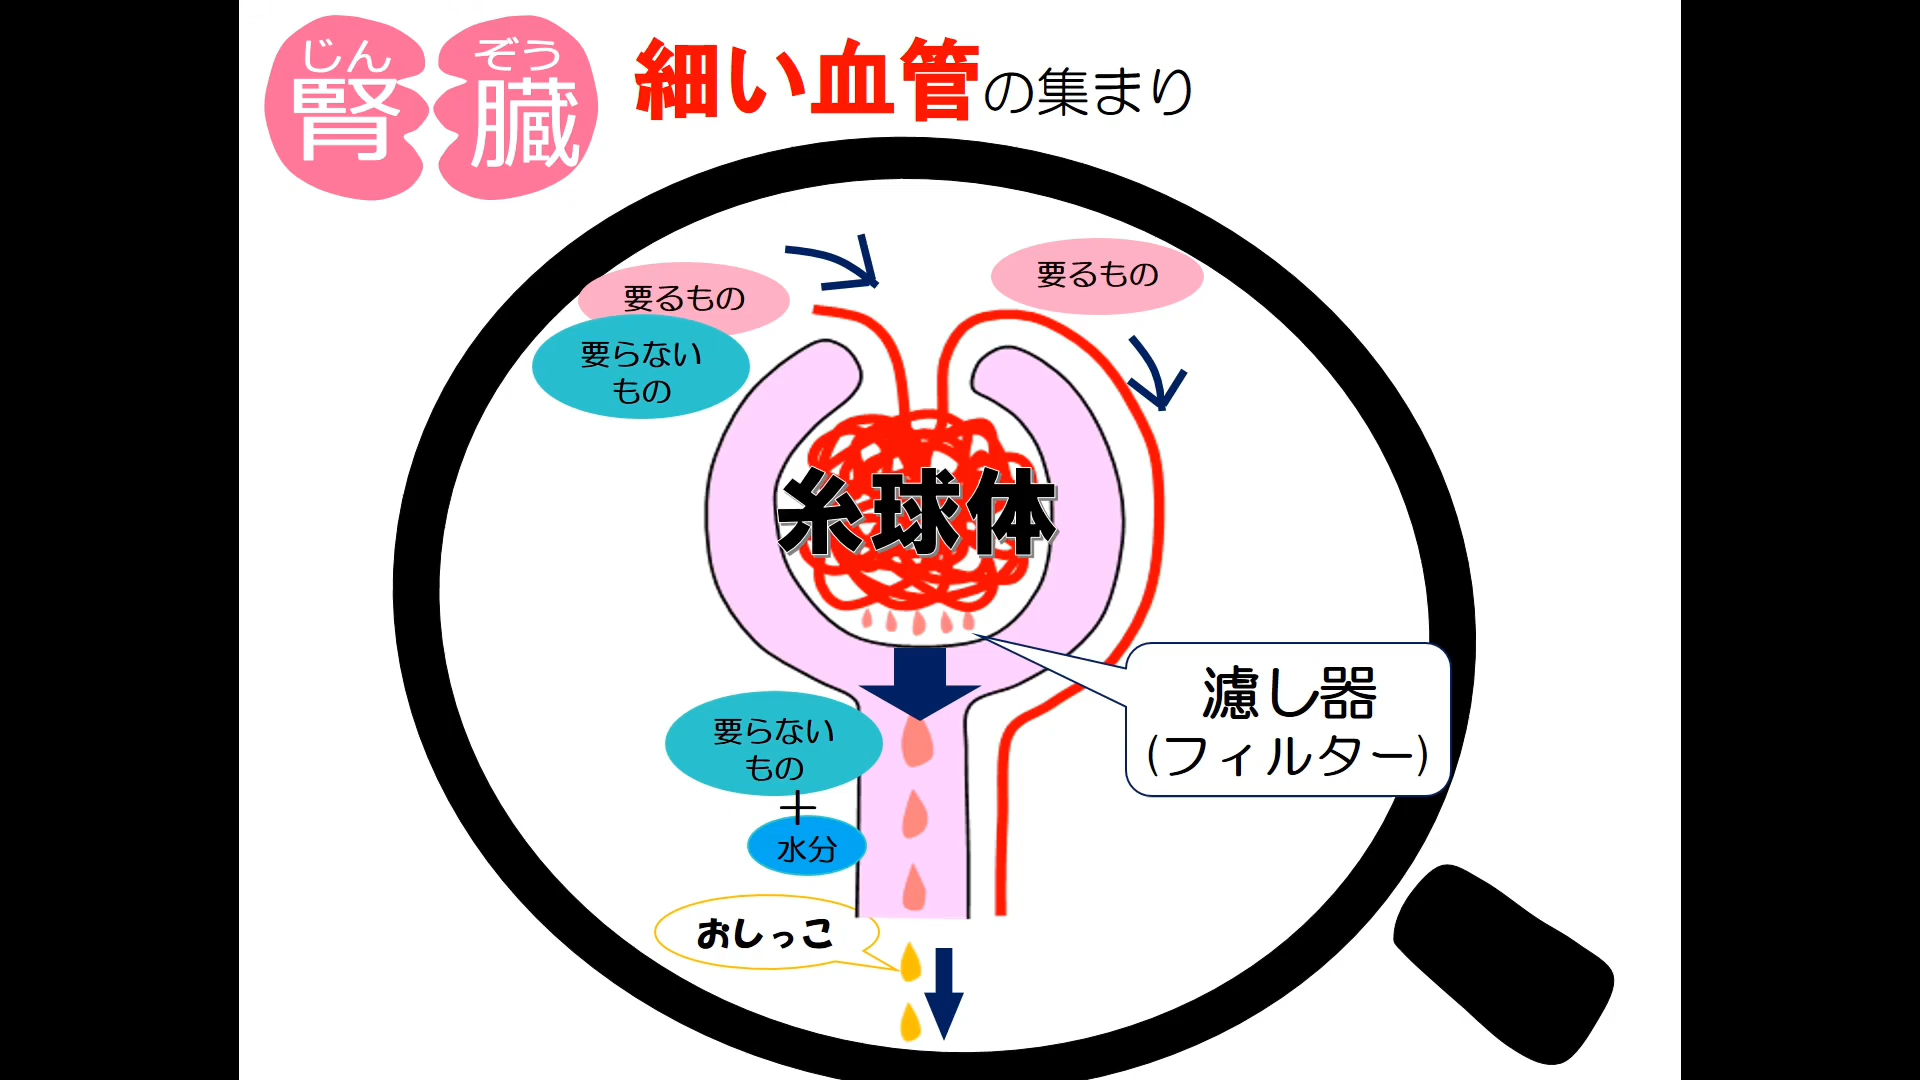 じん ぞう
腎 臓
細い血管の集まり
要るもの
要るもの
要らない
もの
糸球体
濾し器
(フィルター)
要らない
もの
+
水分
おしっこ